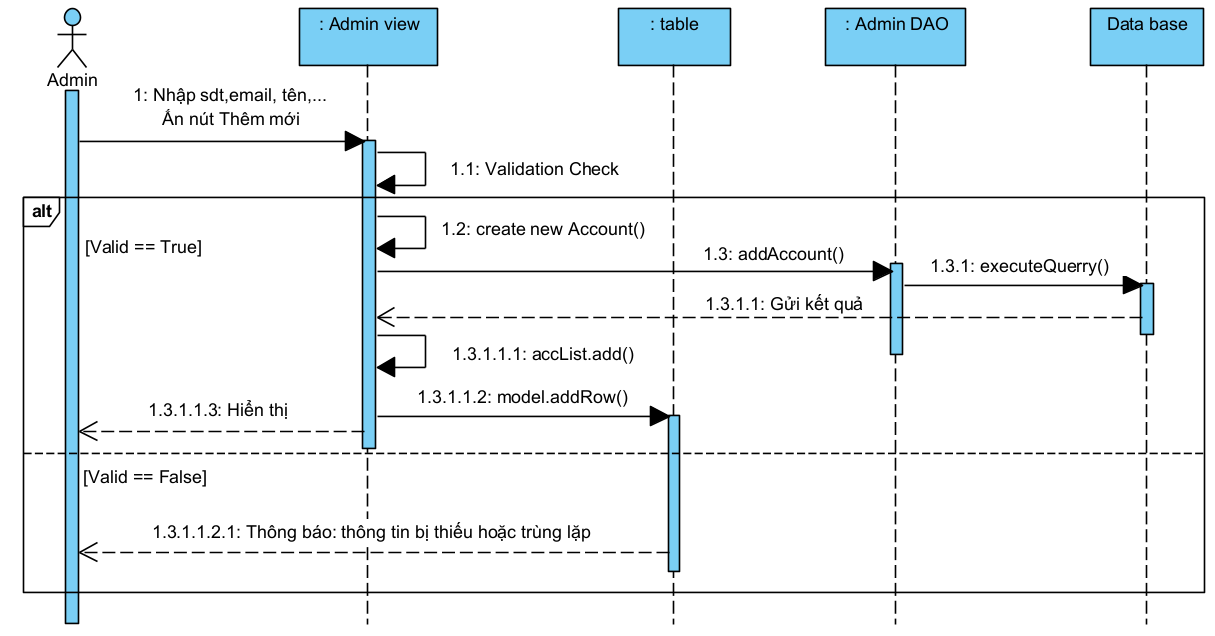 : Admin view
: table
: Admin DAO
Data base
Admin
1: Nhập sdt,email, tên,...
Ấn nút Thêm mới
1.1: Validation Check
alt
1.2: create new Account()
[Valid == True]
1.3: addAccount()
1.3.1: executeQuerry()
1.3.1.1: Gửi kết quả
1.3.1.1.1: accList.add()
1.3.1.1.2: model.addRow()
1.3.1.1.3: Hiển thị
[Valid == False]
1.3.1.1.2.1: Thông báo: thông tin bị thiếu hoặc trùng lặp